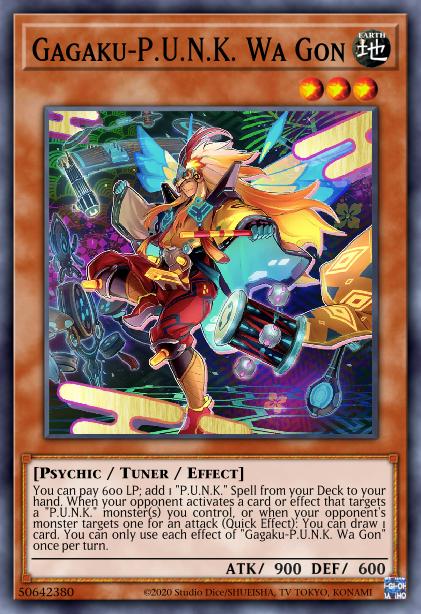 GAGAKU-P.U.N.K. WA GON
EARTH
地
[PSYCHIC / TUNER / EFFECT]
You can pay 600 LP; add 1 "P.U.N.K." Spell from your Deck to your
hand. When your opponent activates a card or effect that targets
a "P.U.N.K." monster(s) you control, or when your opponent's
monster targets one for an attack (Quick Effect): You can draw 1
card. You can only use each effect of "Gagaku-P.U.N.K. Wa Gon"
once per turn.
ATK/ 900 DEF/ 600
50642380
©2020 Studio Dice/SHUEISHA, TV TOKYO, KONAMI